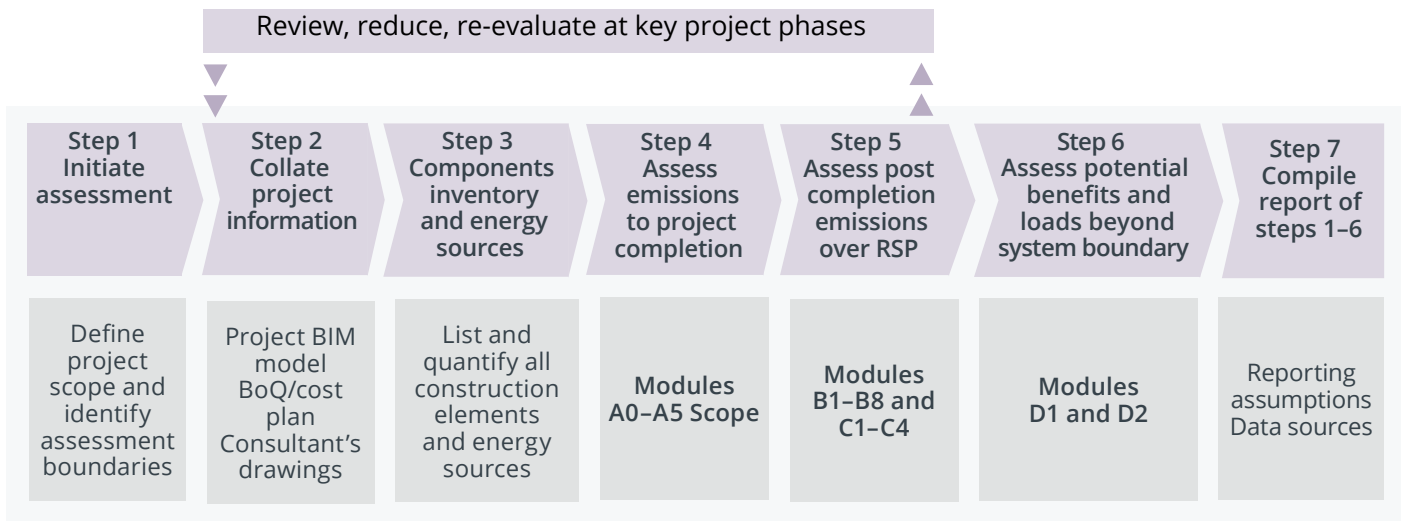 Review, reduce, re-evaluate at key project phases
Step 1
Initiate
assessment
Step 2
Collate
project
information
Step 3
Components
inventory
and energy
sources
Step 4
Assess
emissions
to project
completion
Step 5
Assess post
completion
emissions
over RSP
Step 6
Assess potential
benefits and
loads beyond
system boundary
Step 7
Compile
report of
steps 1–6
Define
project
scope and
identify
assessment
boundaries
Project BIM
model
BoQ/cost
plan
Consultant’s
drawings
List and
quantify all
construction
elements
and energy
sources
Modules
A0–A5 Scope
Modules
B1–B8 and
C1–C4
Modules
D1 and D2
Reporting
assumptions
Data sources